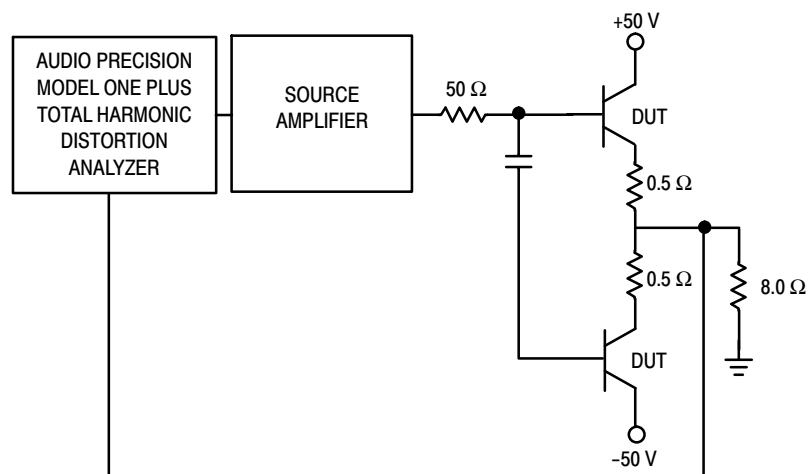 +50 V
AUDIO PRECISION
MODEL ONE PLUS
TOTAL HARMONIC
DISTORTION
ANALYZER
SOURCE
AMPLIFIER
50 Ω
DUT
0.5 Ω
0.5 Ω
8.0 Ω
DUT
−50 V